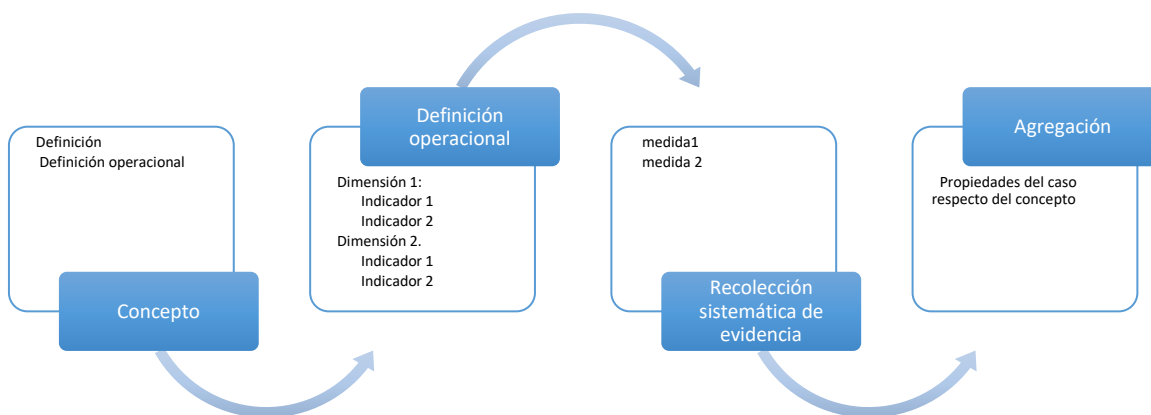 Definición
Definición operacional
Concepto
Definición
operacional
Dimensión 1:
Indicador 1
Indicador 2
Dimensión 2.
Indicador 1
Indicador 2
medida1
medida 2
Recolección
sistemática de
evidencia
Agregación
Propiedades del caso
respecto del concepto